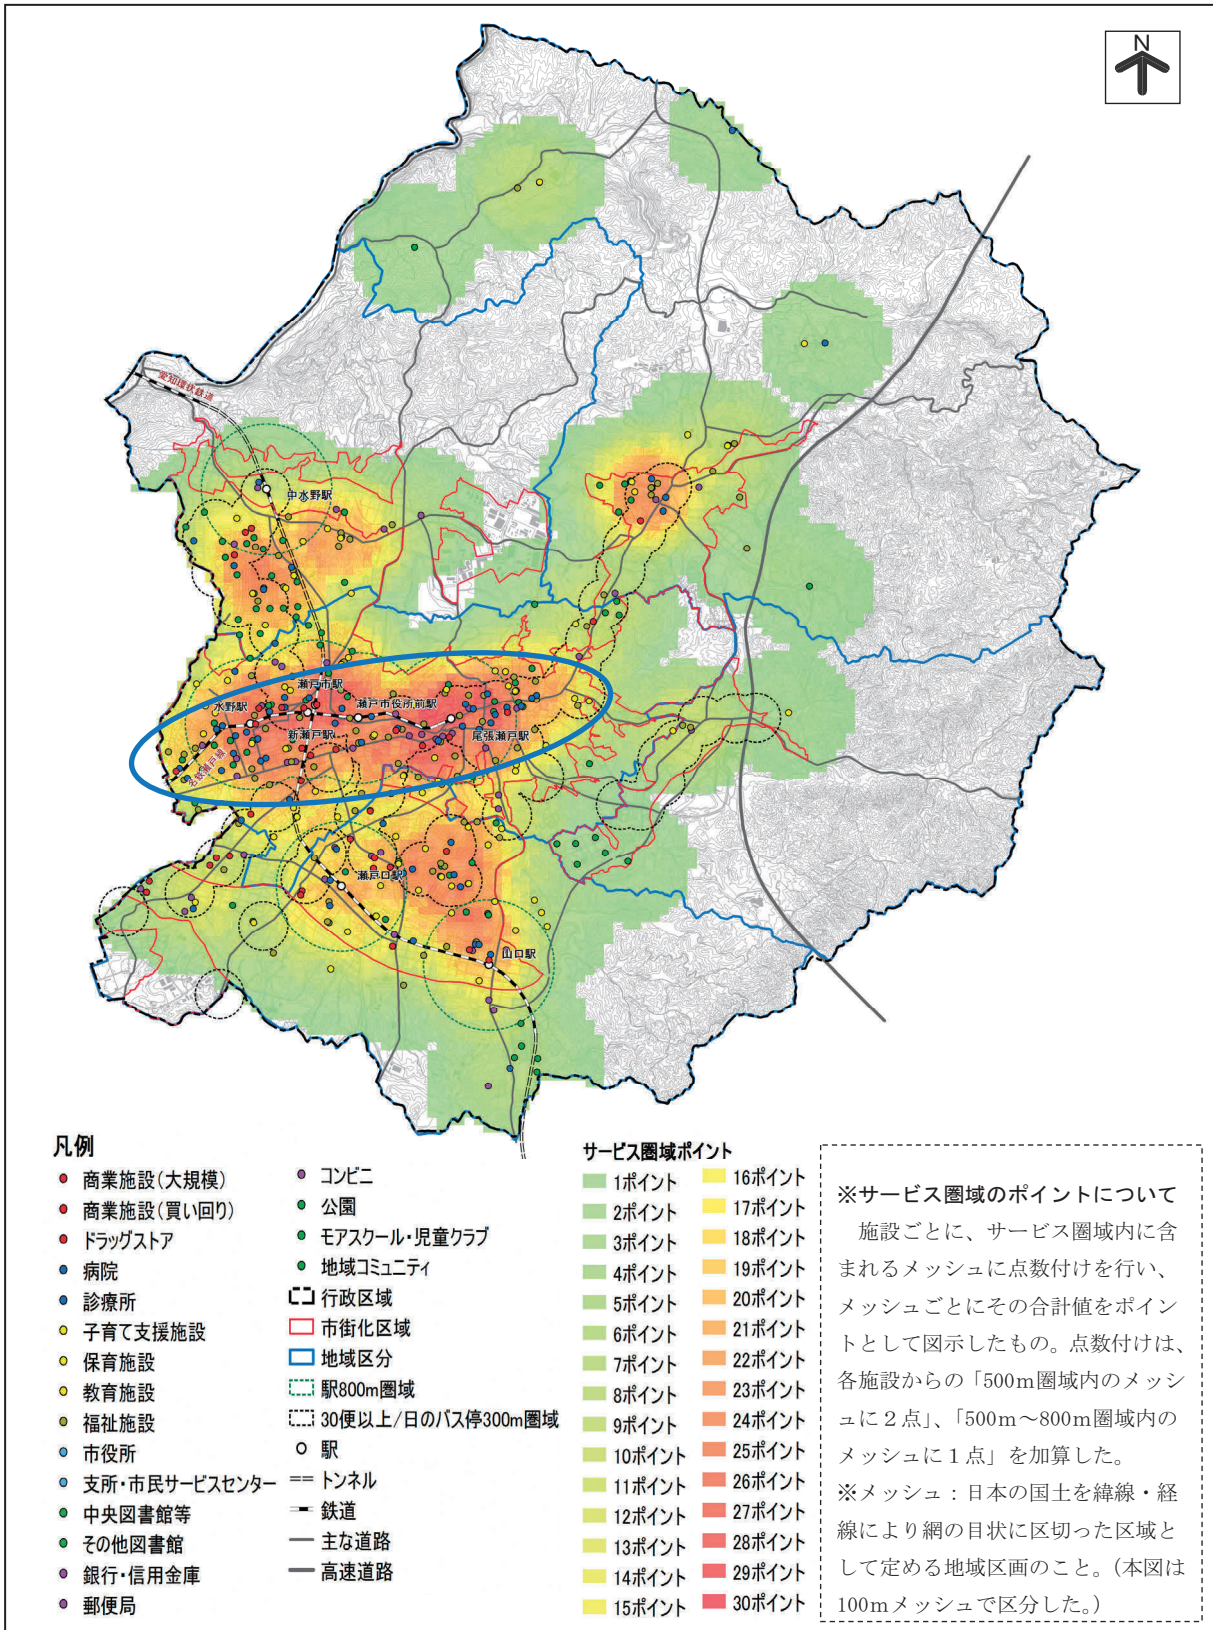 N
愛知環状鉄道
中水野駅
瀬戸市駅
水野駅
瀬戸市役所前駅
新瀬戸駅
尾張瀬戸駅
名鉄瀬戸線
瀬戸口駅
山口駅
凡例
商業施設(大規模)
商業施設(買い回り)
ドラッグストア
病院
診療所
子育て支援施設
保育施設
教育施設
福祉施設
市役所
支所・市民サービスセンター
中央図書館等
その他図書館
銀行・信用金庫
郵便局
コンビニ
公園
モアスクール・児童クラブ
地域コミュニティ
行政区域
市街化区域
地域区分
駅800m圏域
30便以上/日のバス停300m圏域
駅
トンネル
鉄道
主な道路
高速道路
サービス圏域ポイント
1ポイント
2ポイント
3ポイント
4ポイント
5ポイント
6ポイント
7ポイント
8ポイント
9ポイント
10ポイント
11ポイント
12ポイント
13ポイント
14ポイント
15ポイント
16ポイント
17ポイント
18ポイント
19ポイント
20ポイント
21ポイント
22ポイント
23ポイント
24ポイント
25ポイント
26ポイント
27ポイント
28ポイント
29ポイント
30ポイント
※サービス圏域のポイントについて
施設ごとに、サービス圏域内に含
まれるメッシュに点数付けを行い、
メッシュごとにその合計値をポイン
トとして図示したもの。点数付けは、
各施設からの「500m圏域内のメッシ
ュに２点」、「500m～800m圏域内の
メッシュに１点」を加算した。
※メッシュ：日本の国土を緯線・経
線により網の目状に区切った区域と
して定める地域区画のこと。(本図は
100mメッシュで区分した。)